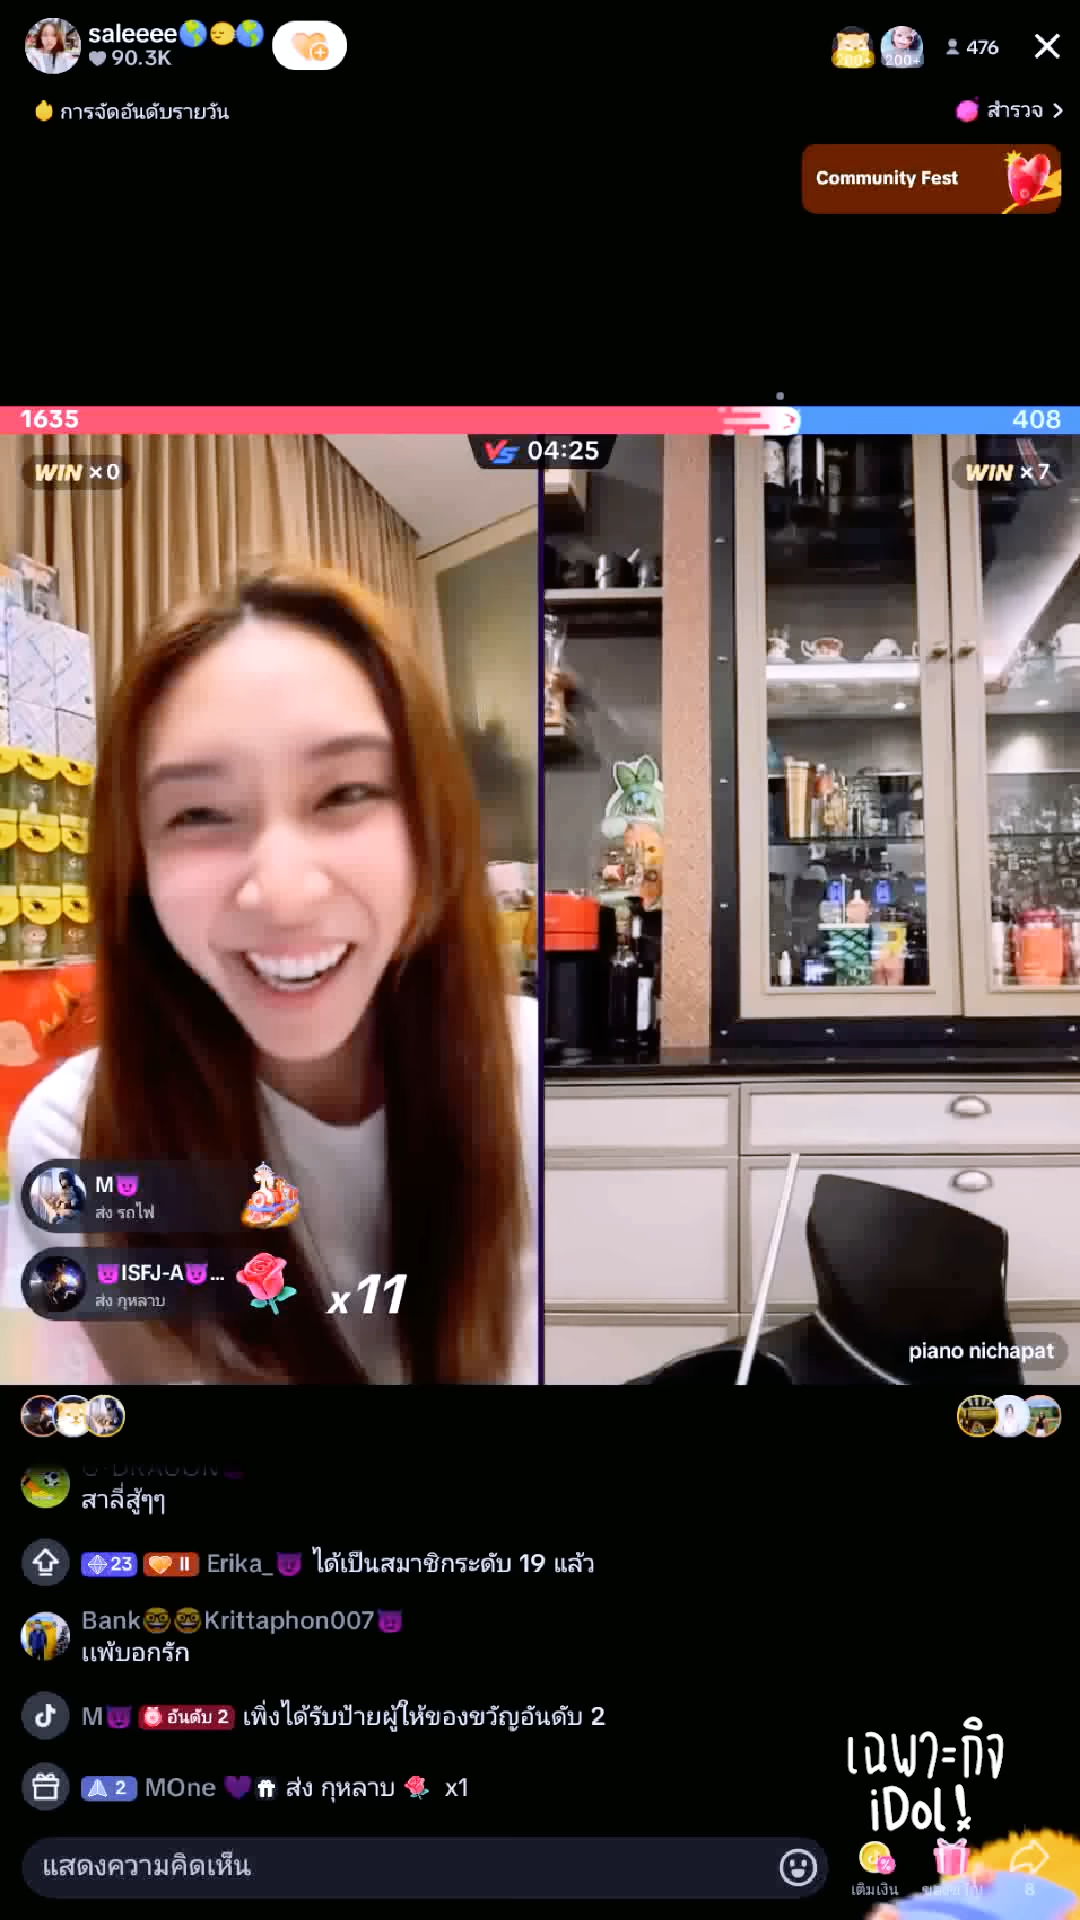 saleeee🌎😴🌎
90.3K
200+
200+
476
การจัดอันดับรายวัน
สำรวจ
Community Fest
1635
408
VS 04:25
WIN ×0
WIN ×7
M😈
ส่ง รถไฟ
😈ISFJ-A😈...
ส่ง กุหลาบ
x11
piano nichapat
สาลี่สู้ๆๆ
23 II Erika_😈 ได้เป็นสมาชิกระดับ 19 แล้ว
Bank🤓🤓Krittaphon007😈
แพ้บอกรัก
M😈 อันดับ 2 เพิ่งได้รับป้ายผู้ให้ของขวัญอันดับ 2
2 MOne 💜 ส่ง กุหลาบ 🌹 x1
เฉพาะกิจ
iDol!
แสดงความคิดเห็น
เติมเงิน
8